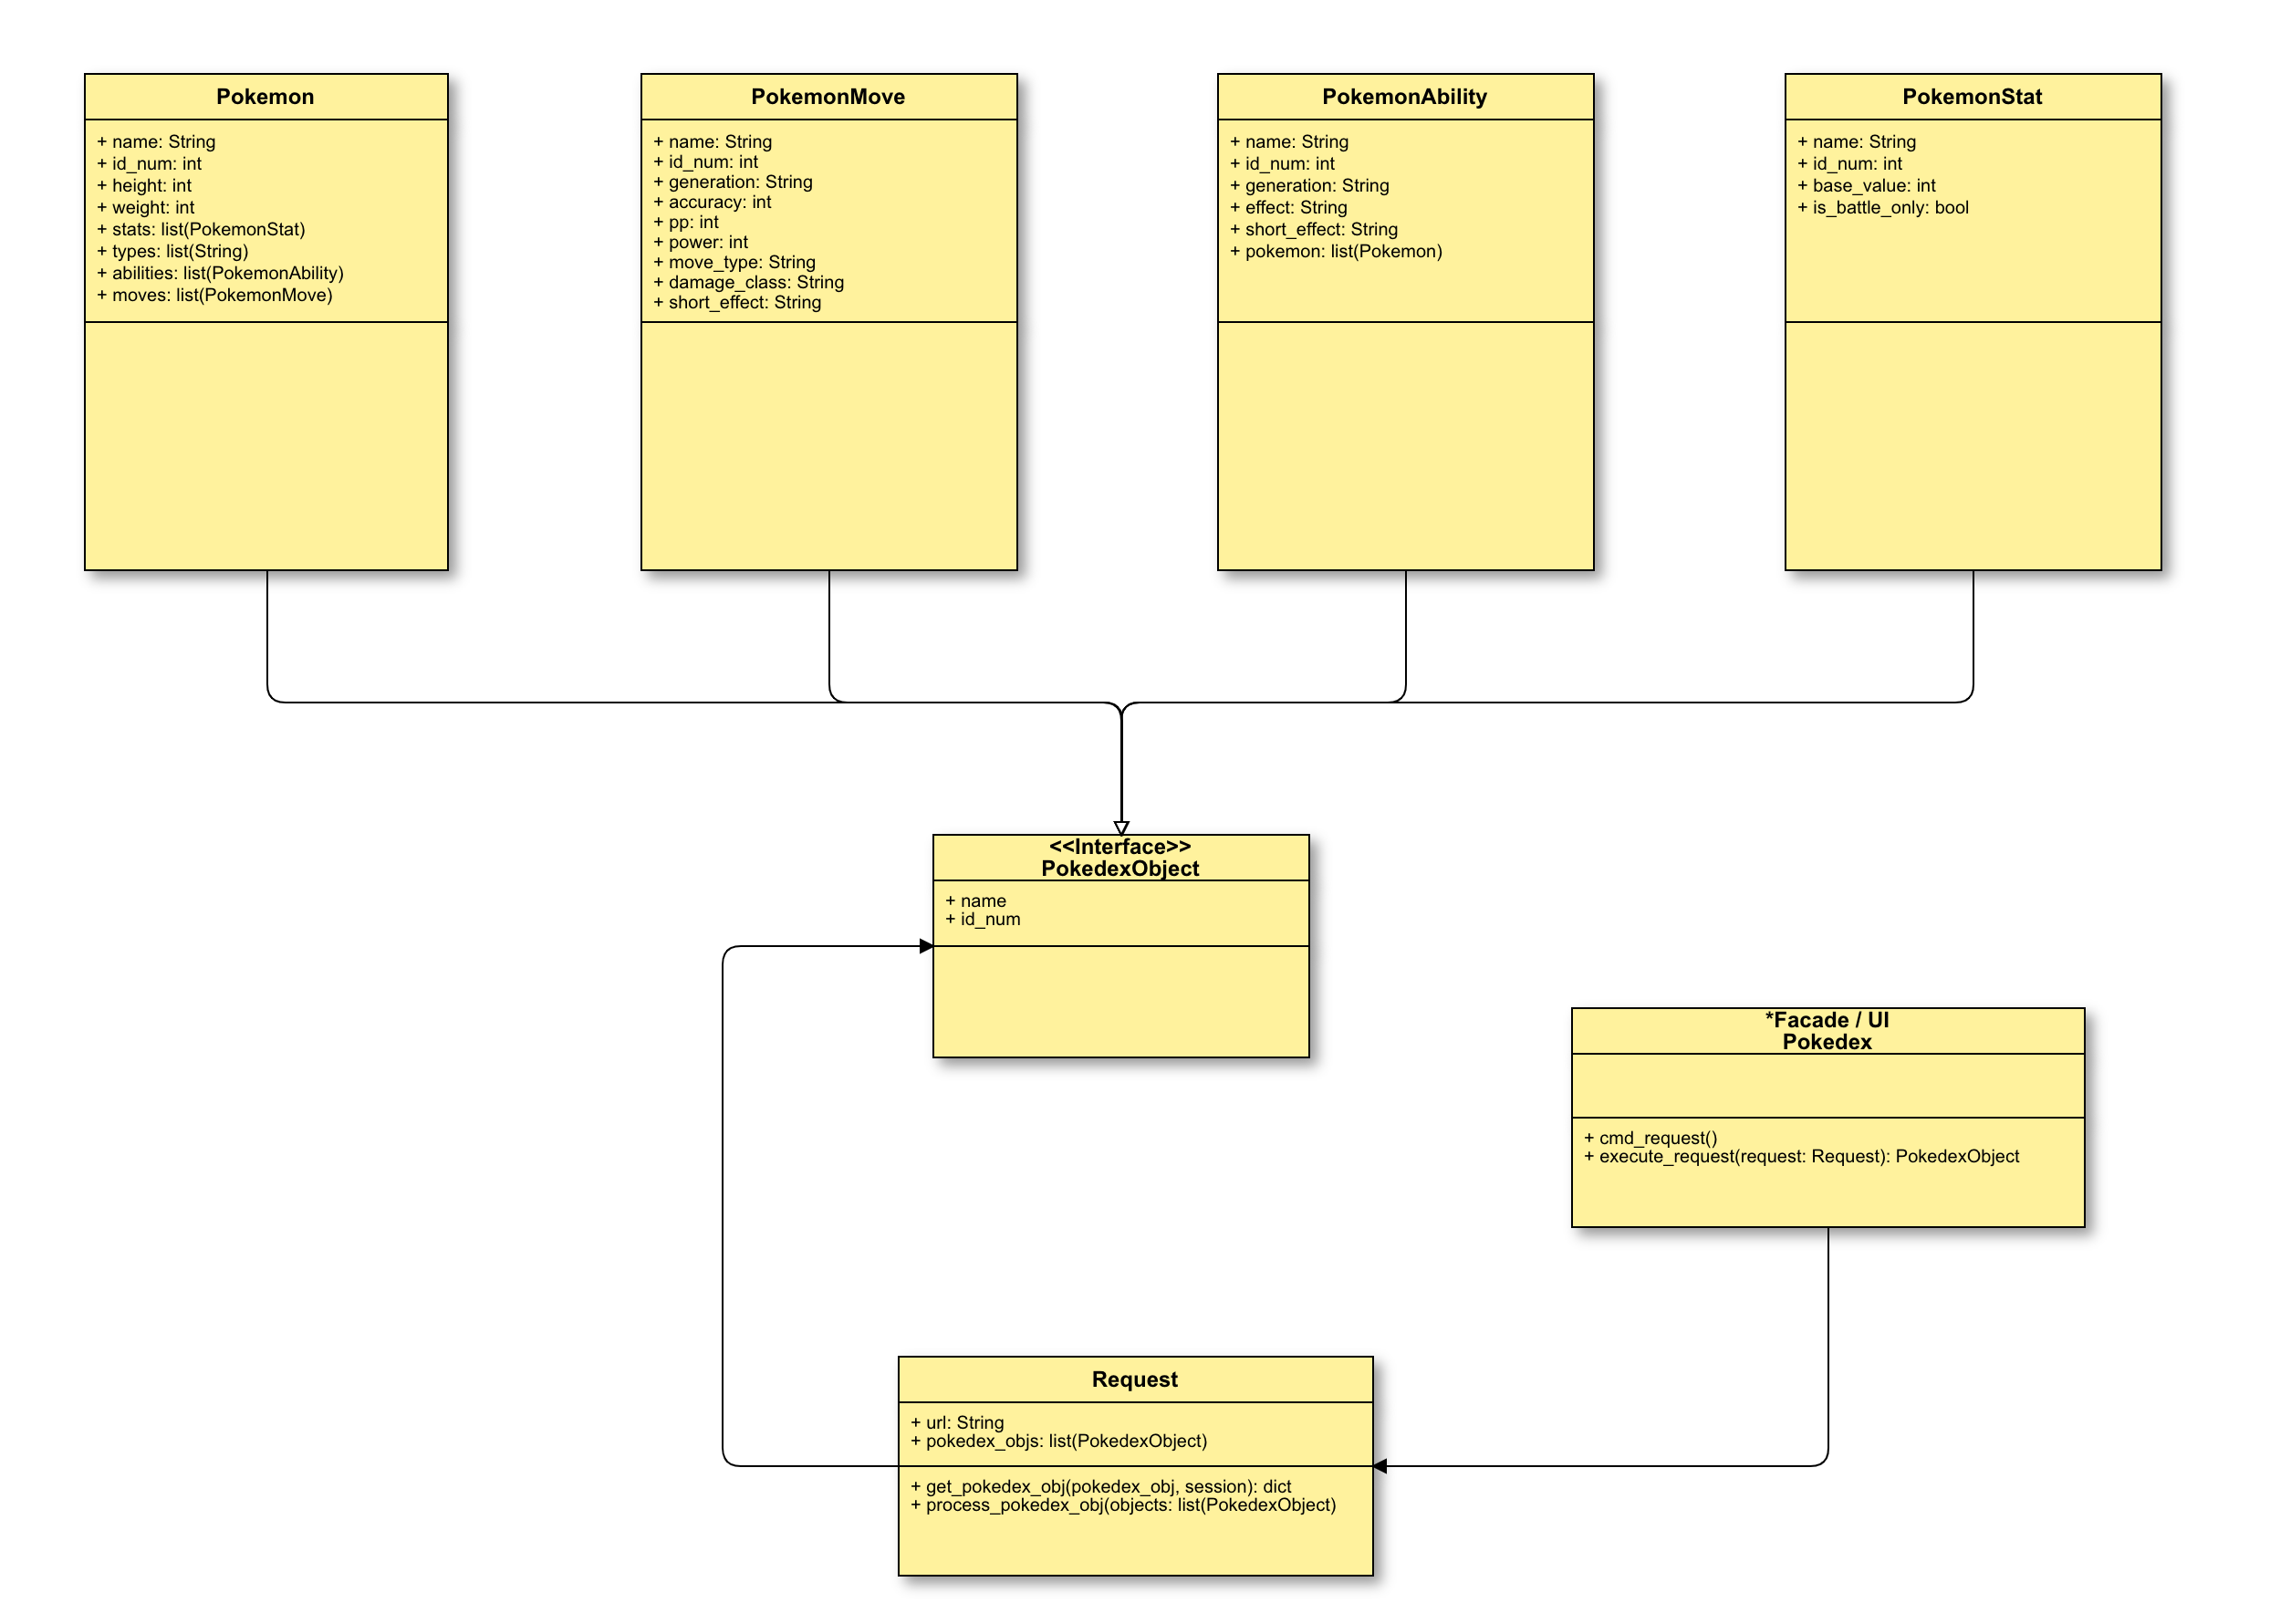 Pokemon
+ name: String
+ id_num: int
+ height: int
+ weight: int
+ stats: list(PokemonStat)
+ types: list(String)
+ abilities: list(PokemonAbility)
+ moves: list(PokemonMove)
PokemonMove
+ name: String
+ id_num: int
+ generation: String
+ accuracy: int
+ pp: int
+ power: int
+ move_type: String
+ damage_class: String
+ short_effect: String
PokemonAbility
+ name: String
+ id_num: int
+ generation: String
+ effect: String
+ short_effect: String
+ pokemon: list(Pokemon)
PokemonStat
+ name: String
+ id_num: int
+ base_value: int
+ is_battle_only: bool
<<Interface>>
PokedexObject
+ name
+ id_num
*Facade / UI
Pokedex
+ cmd_request()
+ execute_request(request: Request): PokedexObject
Request
+ url: String
+ pokedex_objs: list(PokedexObject)
+ get_pokedex_obj(pokedex_obj, session): dict
+ process_pokedex_obj(objects: list(PokedexObject)